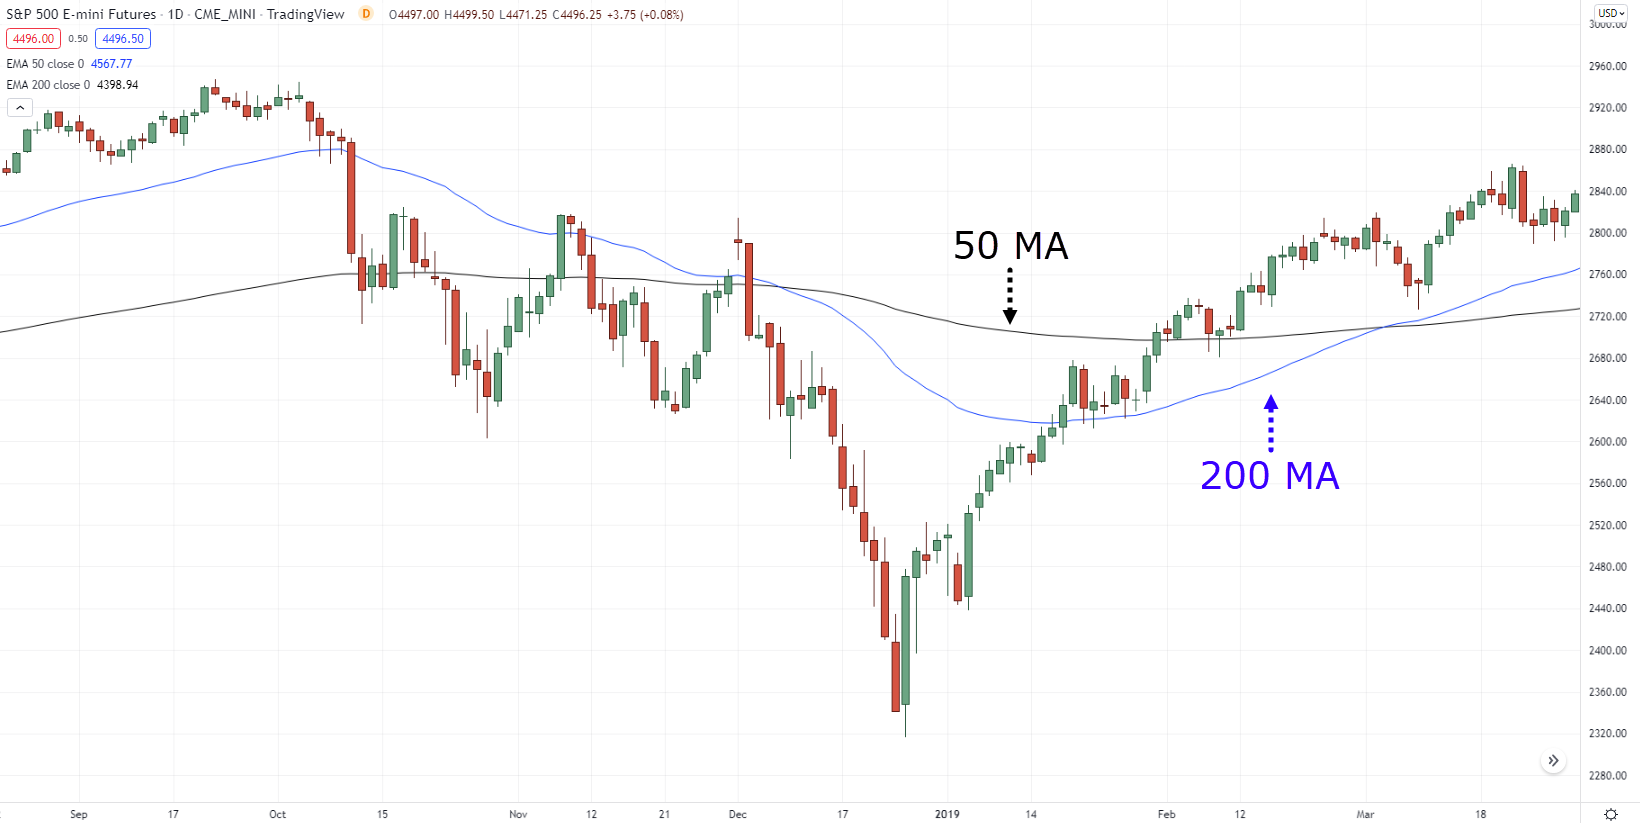 S&P 500 E-mini Futures · 1D · CME_MINI · TradingView D O4497.00 H4499.50 L4471.25 C4496.25 +3.75 (+0.08%)
4496.00 0.50 4496.50
EMA 50 close 0 4567.77
EMA 200 close 0 4398.94
USD
3000.00
2960.00
2920.00
2880.00
2840.00
2800.00
2760.00
2720.00
2680.00
2640.00
2600.00
2560.00
2520.00
2480.00
2440.00
2400.00
2360.00
2320.00
2280.00
50 MA
200 MA
Sep 17 Oct 15 Nov 12 21 Dec 17 2019 14 Feb 12 Mar 18